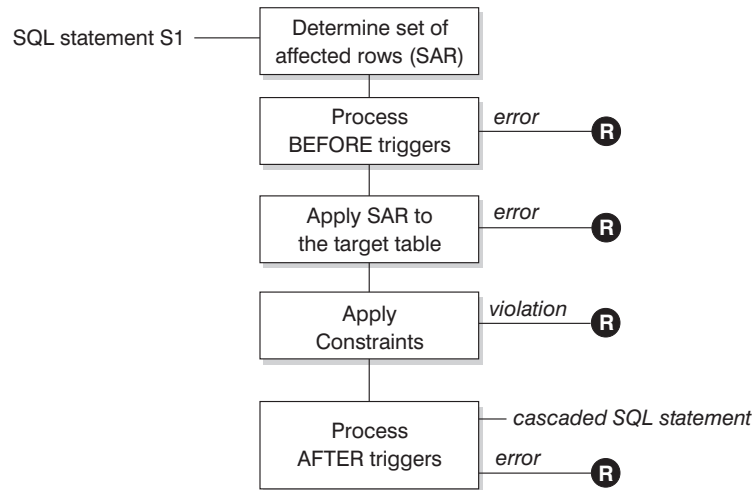 SQL statement S1
Determine set of
affected rows (SAR)
Process
BEFORE triggers
error
R
Apply SAR to
the target table
error
R
Apply
Constraints
violation
R
Process
AFTER triggers
cascaded SQL statement
error
R